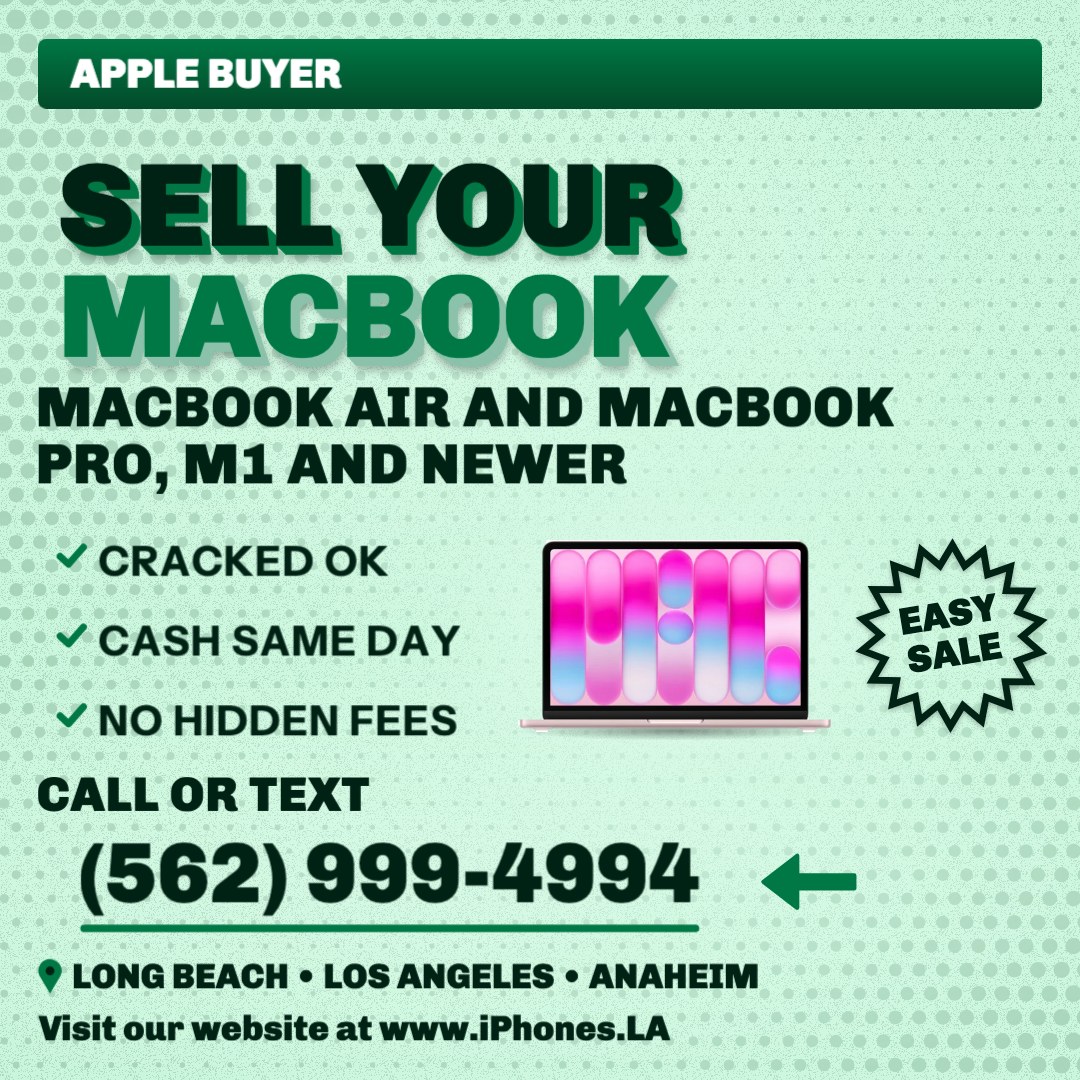 APPLE BUYER
SELL YOUR
MACBOOK
MACBOOK AIR AND MACBOOK
PRO, M1 AND NEWER
CRACKED OK
CASH SAME DAY
NO HIDDEN FEES
EASY
SALE
CALL OR TEXT
(562) 999-4994
LONG BEACH • LOS ANGELES • ANAHEIM
Visit our website at www.iPhones.LA